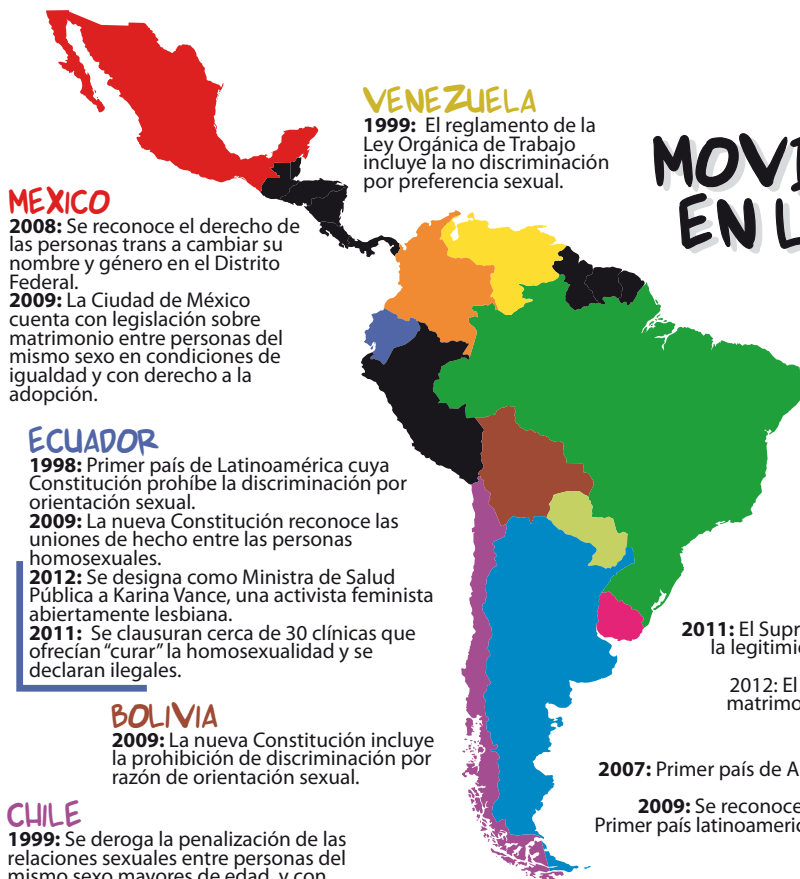 VENEZUELA
1999: El reglamento de la
Ley Orgánica de Trabajo
incluye la no discriminación
por preferencia sexual.
MOVI
EN L
MEXICO
2008: Se reconoce el derecho de
las personas trans a cambiar su
nombre y género en el Distrito
Federal.
2009: La Ciudad de México
cuenta con legislación sobre
matrimonio entre personas del
mismo sexo en condiciones de
igualdad y con derecho a la
adopción.
ECUADOR
1998: Primer país de Latinoamérica cuya
Constitución prohíbe la discriminación por
orientación sexual.
2009: La nueva Constitución reconoce las
uniones de hecho entre las personas
homosexuales.
2012: Se designa como Ministra de Salud
Pública a Kariña Vance, una activista feminista
abiertamente lesbiana.
2011: Se clausuran cerca de 30 clínicas que
ofrecían “curar” la homosexualidad y se
declaran ilegales.
BOLIVIA
2009: La nueva Constitución incluye
la prohibición de discriminación por
razón de orientación sexual.
CHILE
1999: Se deroga la penalización de las
relaciones sexuales entre personas del
mismo sexo mayores de edad, y con
2011: El Supr
la legitimi
2012: El
matrimo
2007: Primer país de A
2009: Se reconoce
Primer país latinoameric